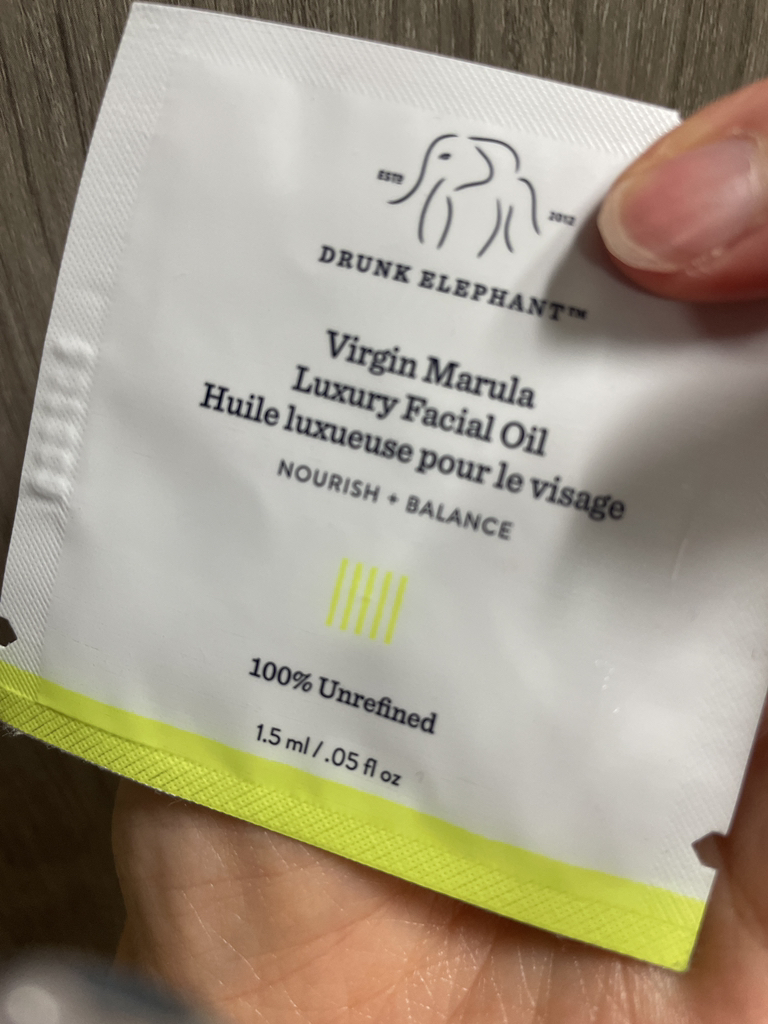 ESTD 2012
DRUNK ELEPHANT™
Virgin Marula
Luxury Facial Oil
Huile luxueuse pour le visage
NOURISH + BALANCE
100% Unrefined
1.5 ml / .05 fl oz